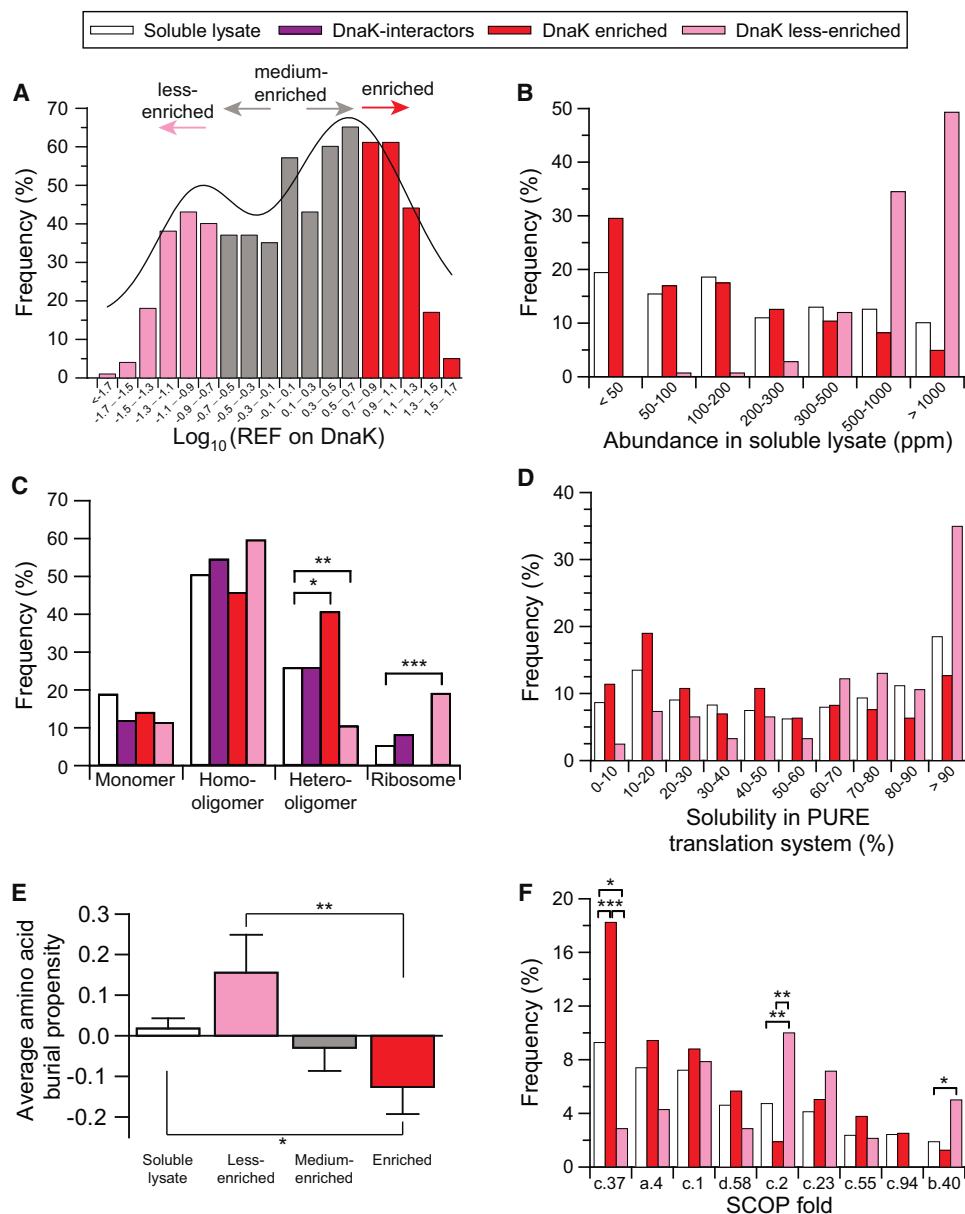 Soluble lysate DnaK-interactors DnaK enriched DnaK less-enriched
A
less-enriched
medium-enriched
enriched
Frequency (%)
70
60
50
40
30
20
10
0
<-1.7
-1.7 – -1.5
-1.5 – -1.3
-1.3 – -1.1
-1.1 – -0.9
-0.9 – -0.7
-0.7 – -0.5
-0.5 – -0.3
-0.3 – -0.1
-0.1 – 0.1
0.1 – 0.3
0.3 – 0.5
0.5 – 0.7
0.7 – 0.9
0.9 – 1.1
1.1 – 1.3
1.3 – 1.5
1.5 – 1.7
Log10 (REF on DnaK)
B
Frequency (%)
50
40
30
20
10
0
< 50
50-100
100-200
200-300
300-500
500-1000
> 1000
Abundance in soluble lysate (ppm)
C
Frequency (%)
70
60
50
40
30
20
10
0
**
*
***
Monomer
Homo-
oligomer
Hetero-
oligomer
Ribosome
D
Frequency (%)
40
30
20
10
0
0-10
10-20
20-30
30-40
40-50
50-60
60-70
70-80
80-90
> 90
Solubility in PURE
translation system (%)
E
Average amino acid
burial propensity
0.3
0.2
0.1
0.0
-0.1
-0.2
**
*
Soluble
lysate
Less-
enriched
Medium-
enriched
Enriched
F
Frequency (%)
20
16
12
8
4
0
*
***
**
**
*
c.37
a.4
c.1
d.58
c.2
c.23
c.55
c.94
b.40
SCOP fold